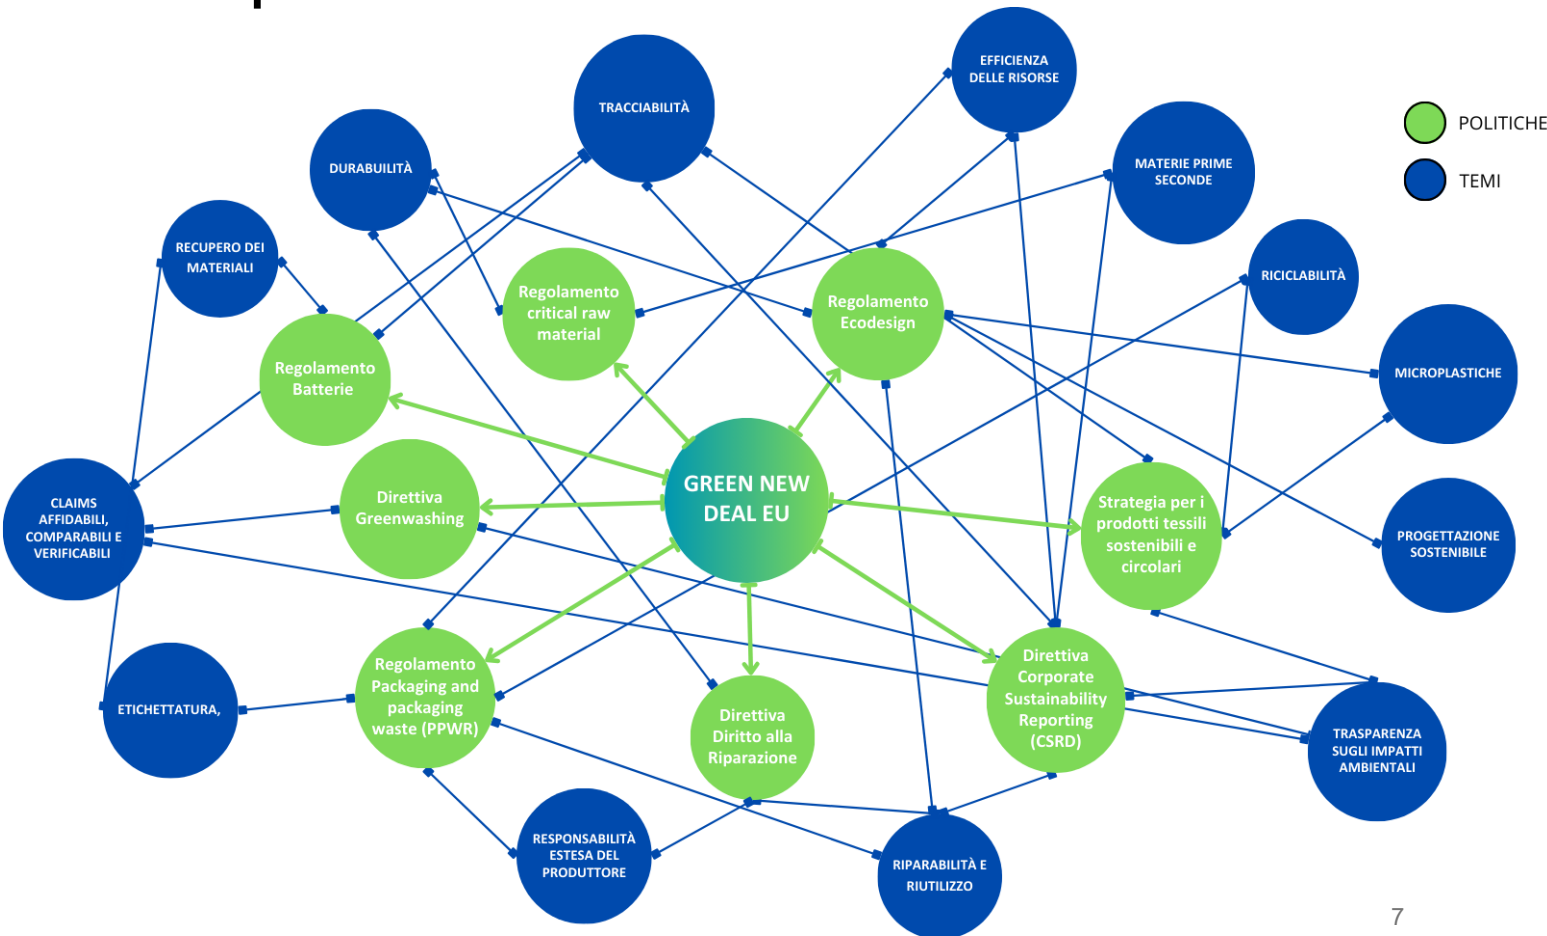 EFFICIENZA
DELLE RISORSE
TRACCIABILITÀ
POLITICHE
TEMI
DURABUILITÀ
MATERIE PRIME
SECONDE
RECUPERO DEI
MATERIALI
RICICLABILITÀ
Regolamento
critical raw
material
Regolamento
Ecodesign
Regolamento
Batterie
MICROPLASTICHE
GREEN NEW
DEAL EU
Direttiva
Greenwashing
CLAIMS
AFFIDABILI,
COMPARABILI E
VERIFICABILI
Strategia per i
prodotti tessili
sostenibili e
circolari
PROGETTAZIONE
SOSTENIBILE
Regolamento
Packaging and
packaging
waste (PPWR)
Direttiva
Corporate
Sustainability
Reporting
(CSRD)
ETICHETTATURA,
Direttiva
Diritto alla
Riparazione
TRASPARENZA
SUGLI IMPATTI
AMBIENTALI
RESPONSABILITÀ
ESTESA DEL
PRODUTTORE
RIPARABILITÀ E
RIUTILIZZO
7